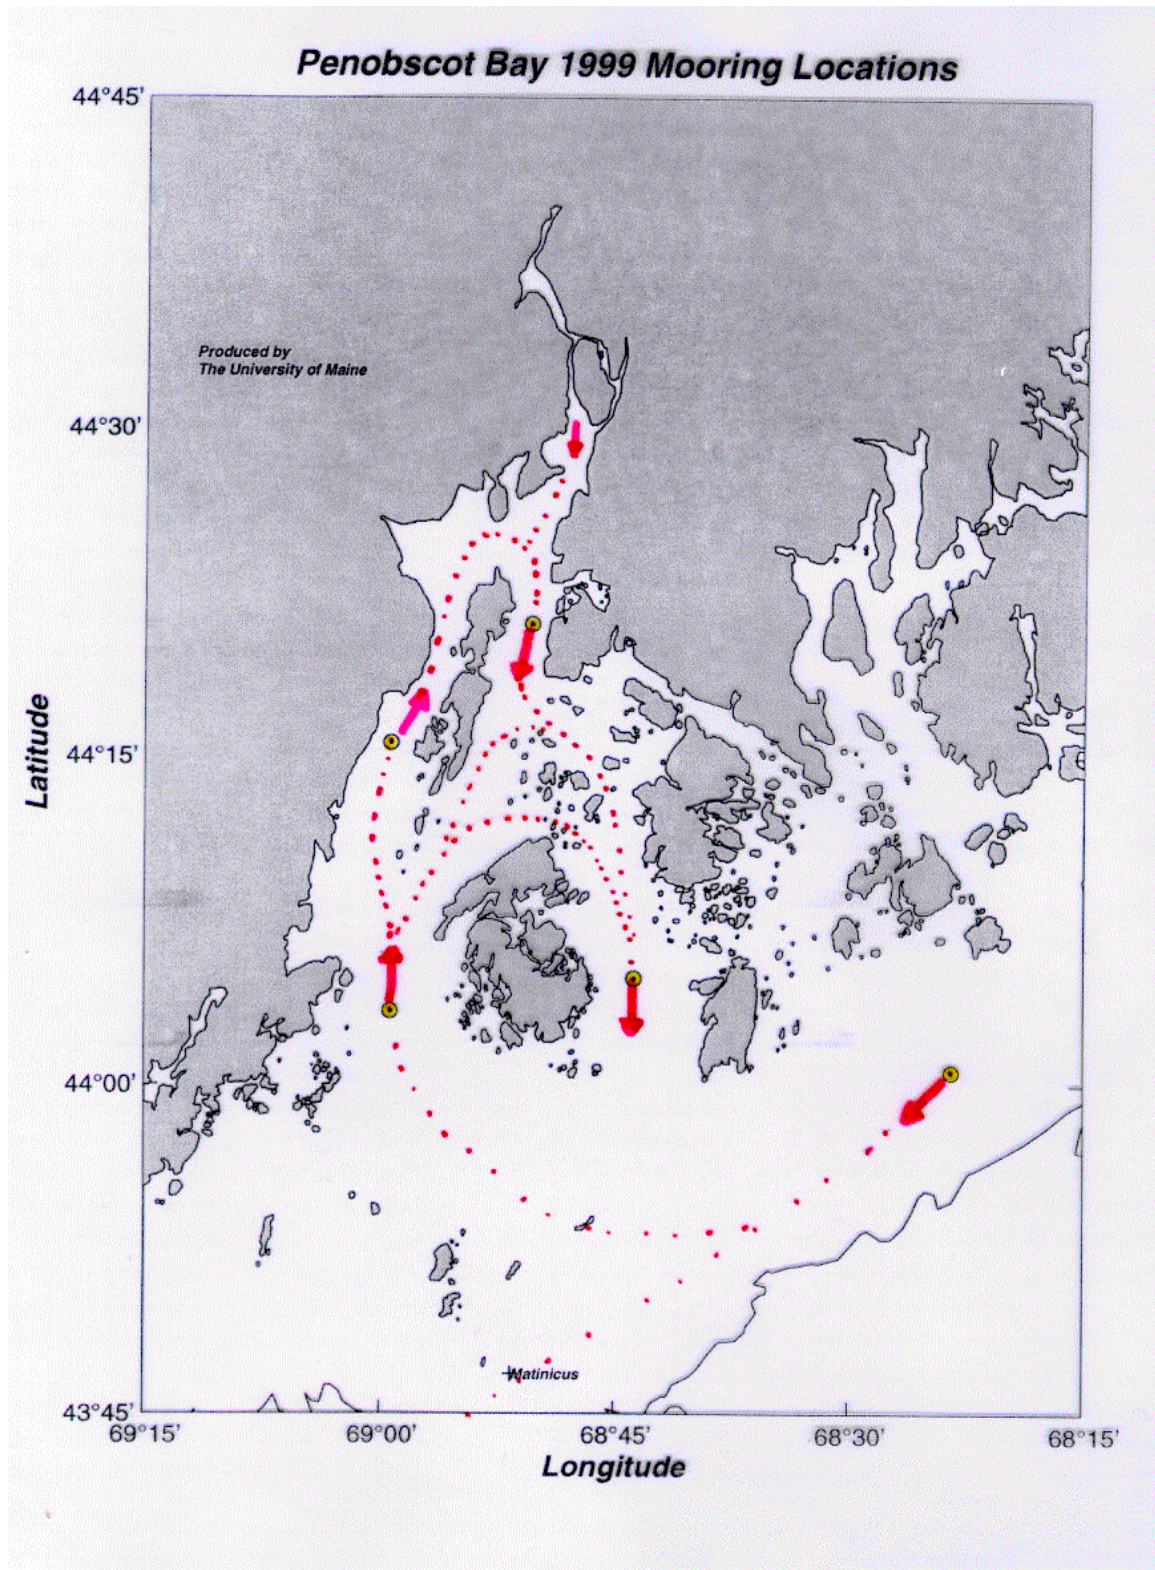 Penobscot Bay 1999 Mooring Locations
44°45'
Produced by
The University of Maine
44°30'
Latitude
44°15'
44°00'
Matinicus
43°45'
69°15'
69°00'
68°45'
68°30'
68°15'
Longitude